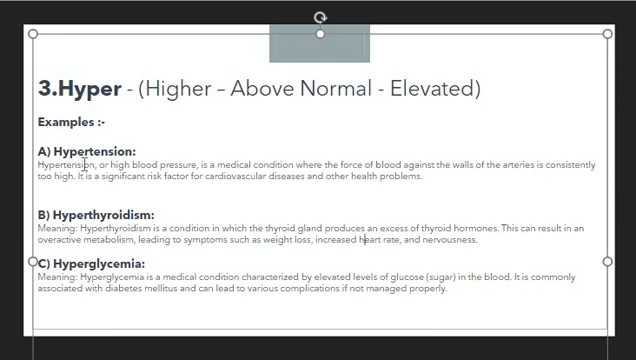 3.Hyper - (Higher – Above Normal - Elevated)
Examples :-
A) Hypertension:
Hypertension, or high blood pressure, is a medical condition where the force of blood against the walls of the arteries is consistently
too high. It is a significant risk factor for cardiovascular diseases and other health problems.
B) Hyperthyroidism:
Meaning: Hyperthyroidism is a condition in which the thyroid gland produces an excess of thyroid hormones. This can result in an
overactive metabolism, leading to symptoms such as weight loss, increased heart rate, and nervousness.
C) Hyperglycemia:
Meaning: Hyperglycemia is a medical condition characterized by elevated levels of glucose (sugar) in the blood. It is commonly
associated with diabetes mellitus and can lead to various complications if not managed properly.